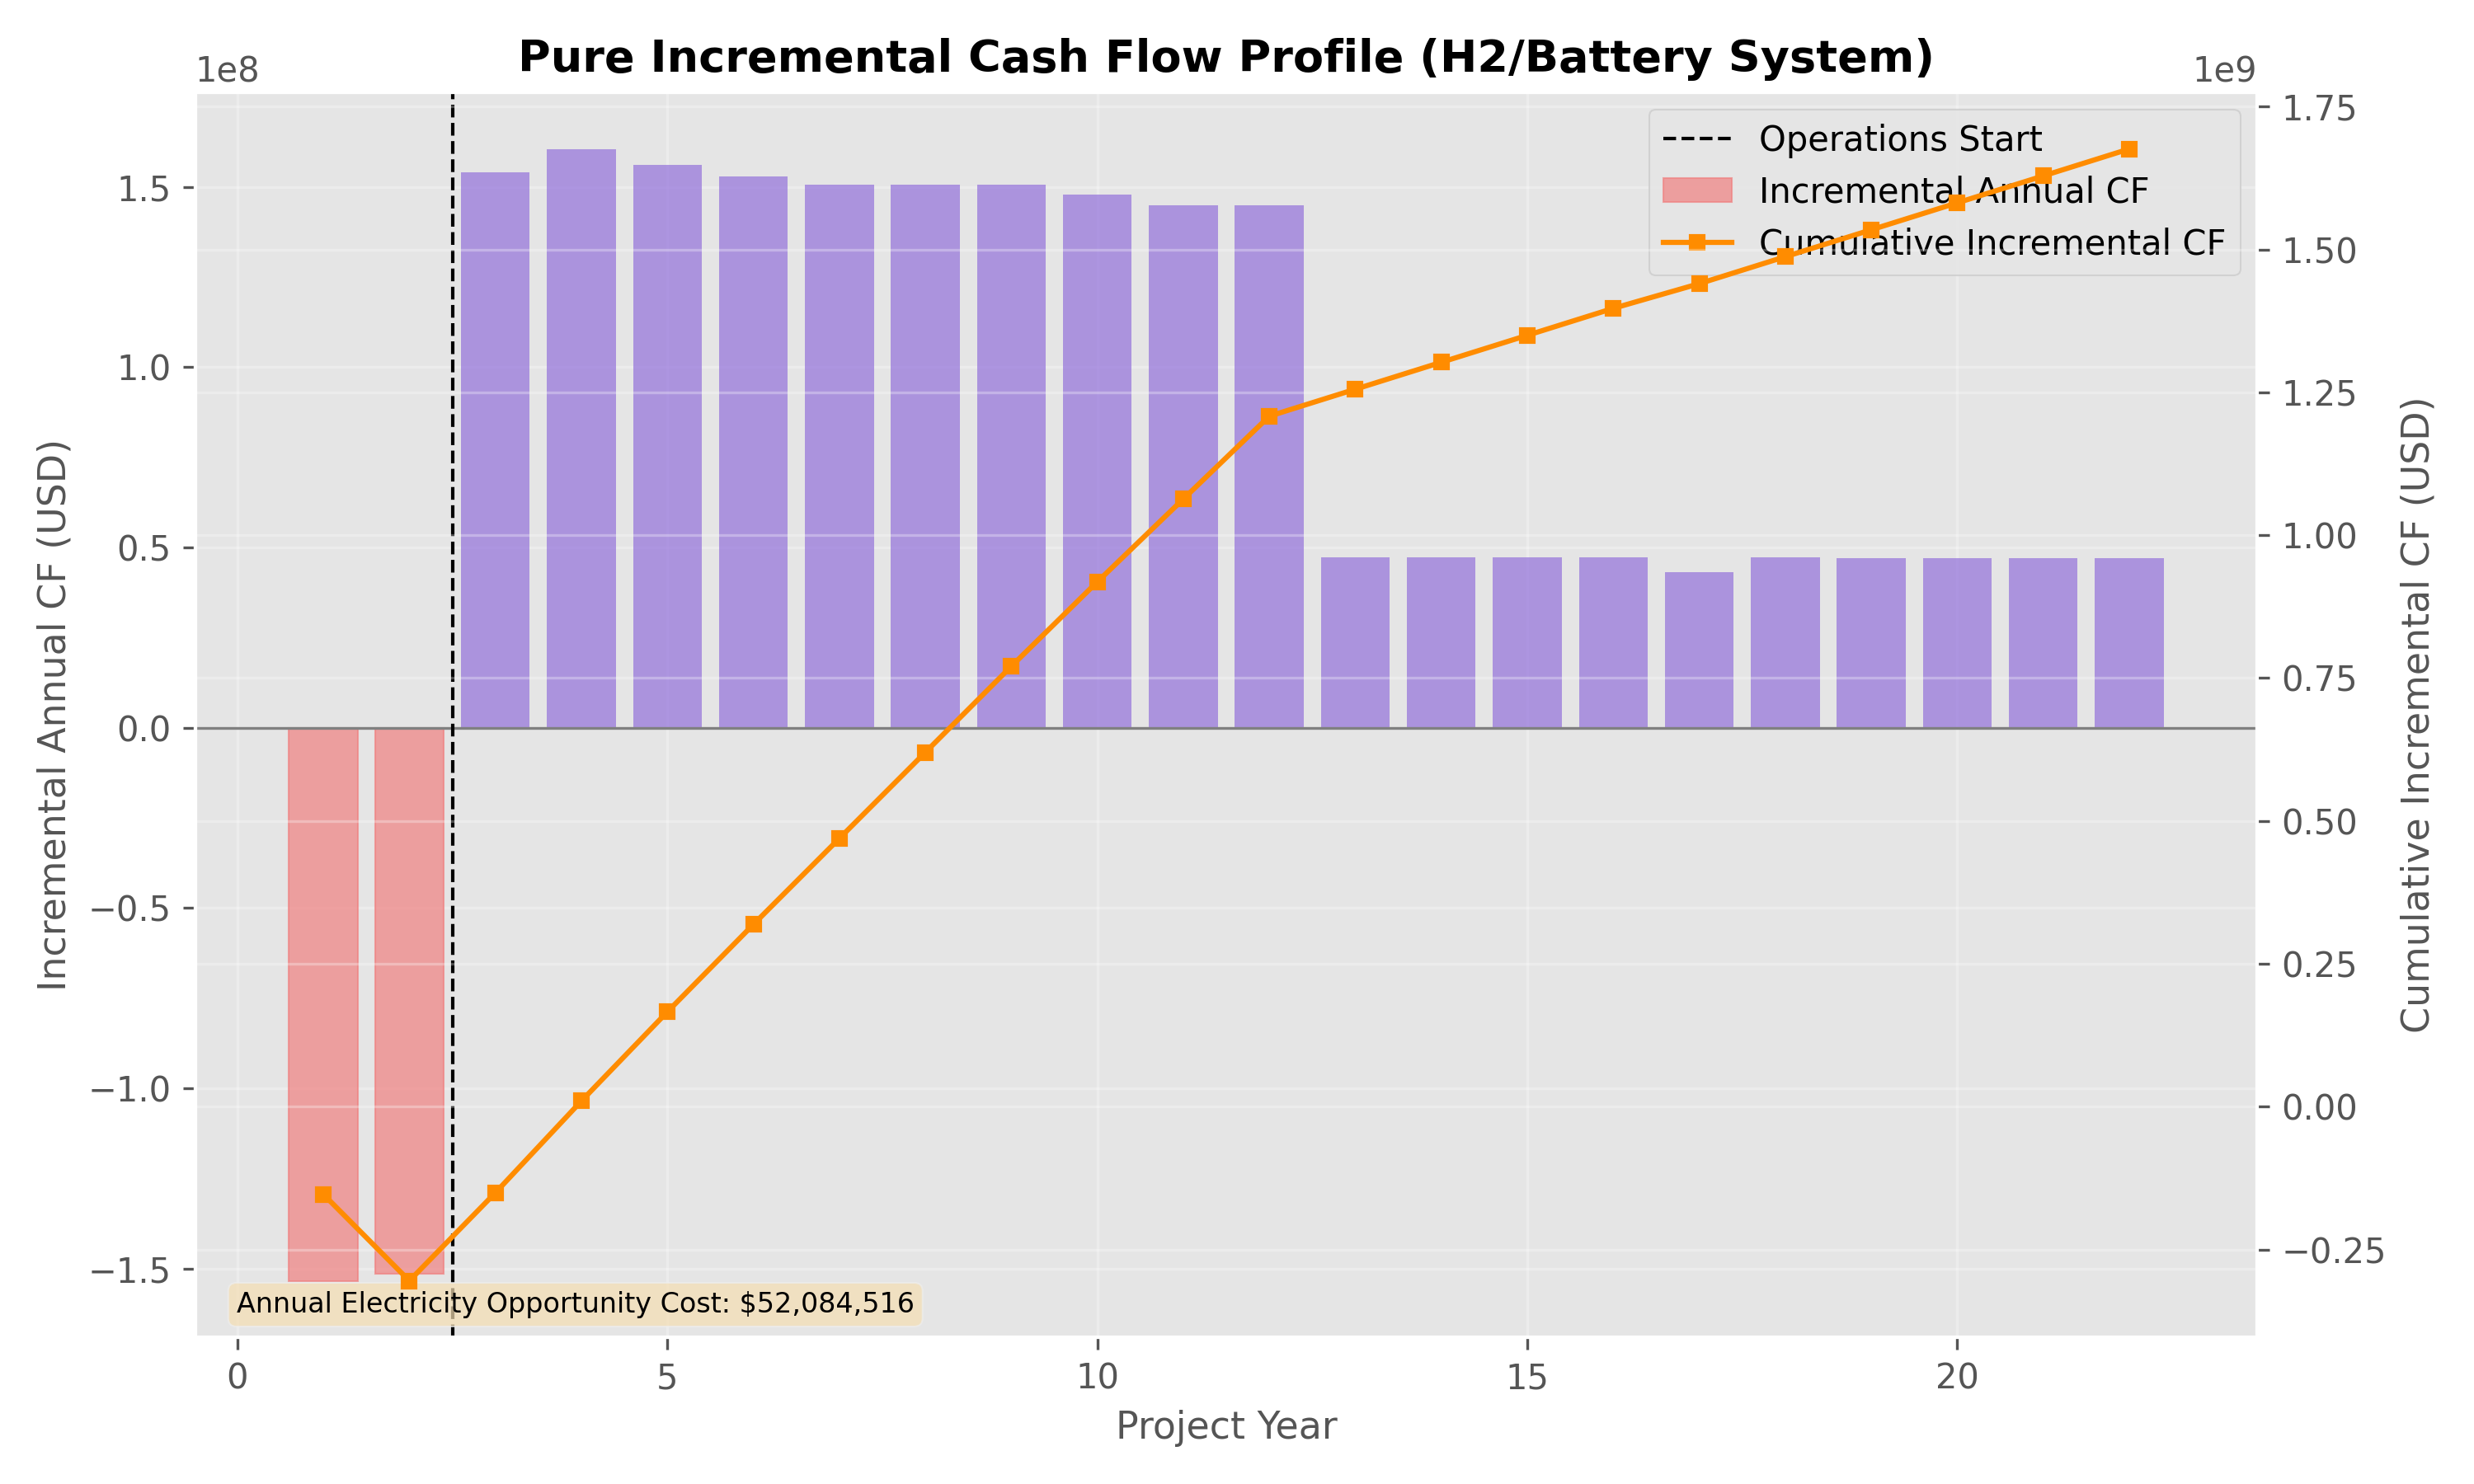 Pure Incremental Cash Flow Profile (H2/Battery System)
1e8
1e9
Operations Start
Incremental Annual CF
Cumulative Incremental CF
Incremental Annual CF (USD)
1.5
1.0
0.5
0.0
−0.5
−1.0
−1.5
Cumulative Incremental CF (USD)
1.75
1.50
1.25
1.00
0.75
0.50
0.25
0.00
−0.25
Annual Electricity Opportunity Cost: $52,084,516
0
5
10
15
20
Project Year